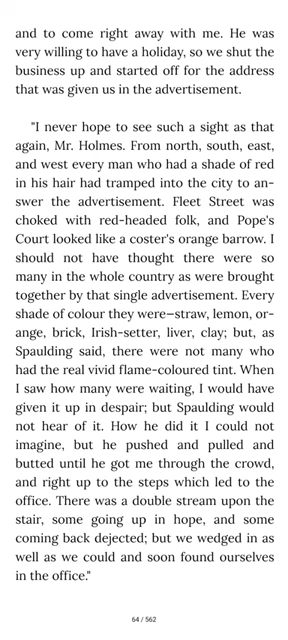 and to come right away with me. He was
very willing to have a holiday, so we shut the
business up and started off for the address
that was given us in the advertisement.
"I never hope to see such a sight as that
again, Mr. Holmes. From north, south, east,
and west every man who had a shade of red
in his hair had tramped into the city to an-
swer the advertisement. Fleet Street was
choked with red-headed folk, and Pope's
Court looked like a coster's orange barrow. I
should not have thought there were so
many in the whole country as were brought
together by that single advertisement. Every
shade of colour they were—straw, lemon, or-
ange, brick, Irish-setter, liver, clay; but, as
Spaulding said, there were not many who
had the real vivid flame-coloured tint. When
I saw how many were waiting, I would have
given it up in despair; but Spaulding would
not hear of it. How he did it I could not
imagine, but he pushed and pulled and
butted until he got me through the crowd,
and right up to the steps which led to the
office. There was a double stream upon the
stair, some going up in hope, and some
coming back dejected; but we wedged in as
well as we could and soon found ourselves
in the office."
64 / 562